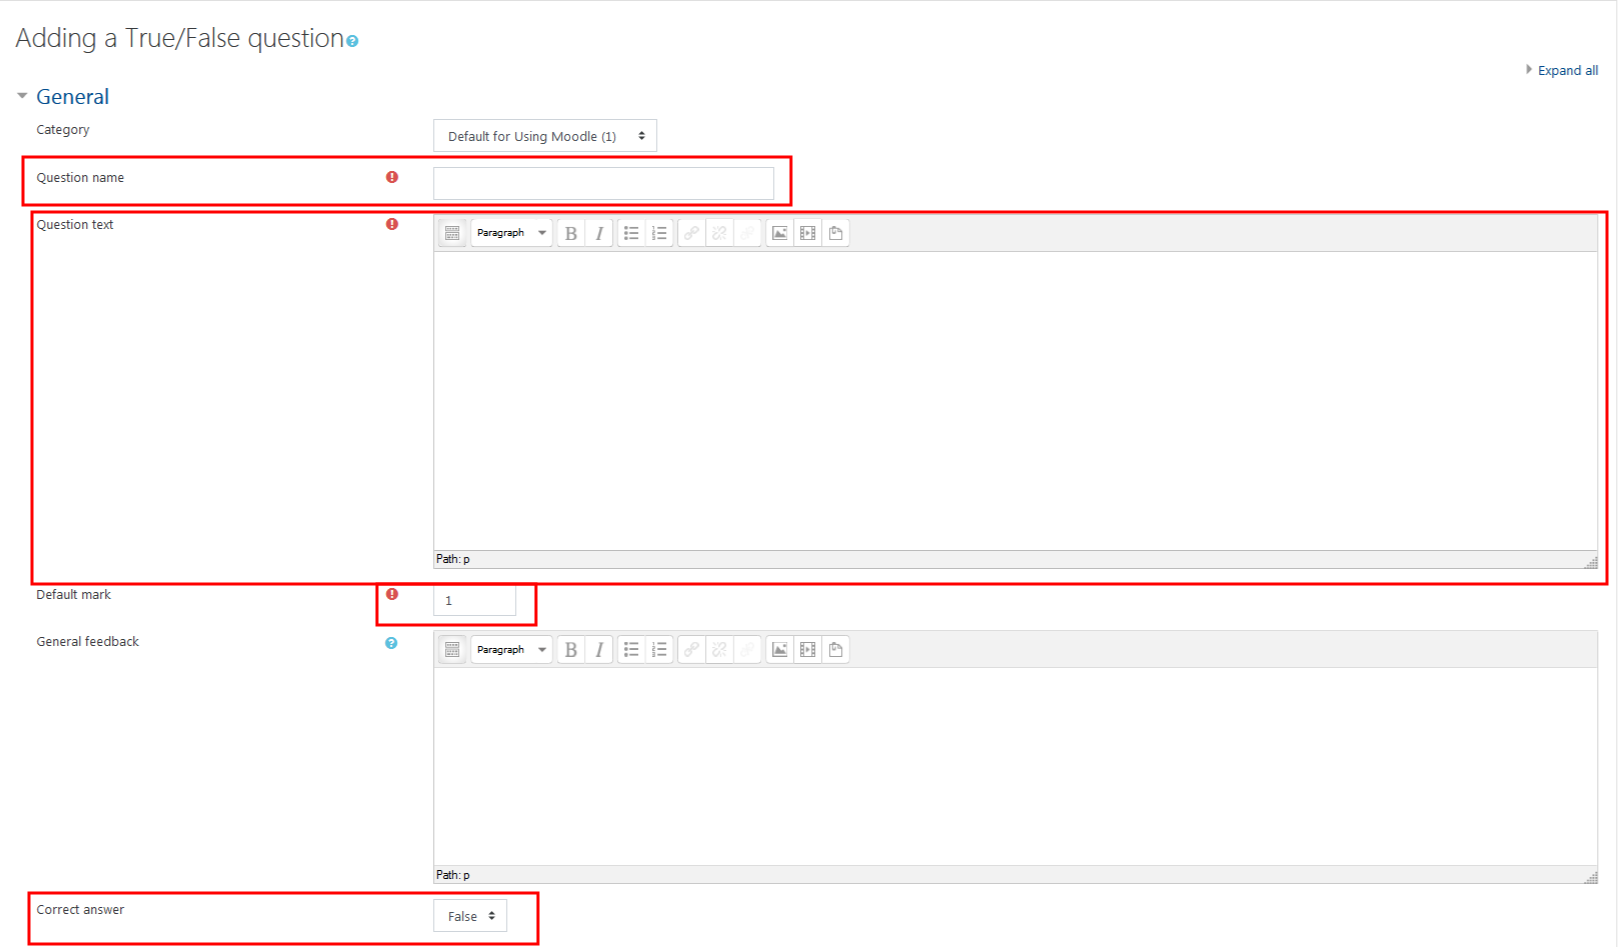 Adding a True/False question
Expand all
General
Category
Default for Using Moodle (1)
Question name
Question text
Paragraph
B I
Path: p
Default mark
1
General feedback
Paragraph
B I
Path: p
Correct answer
False